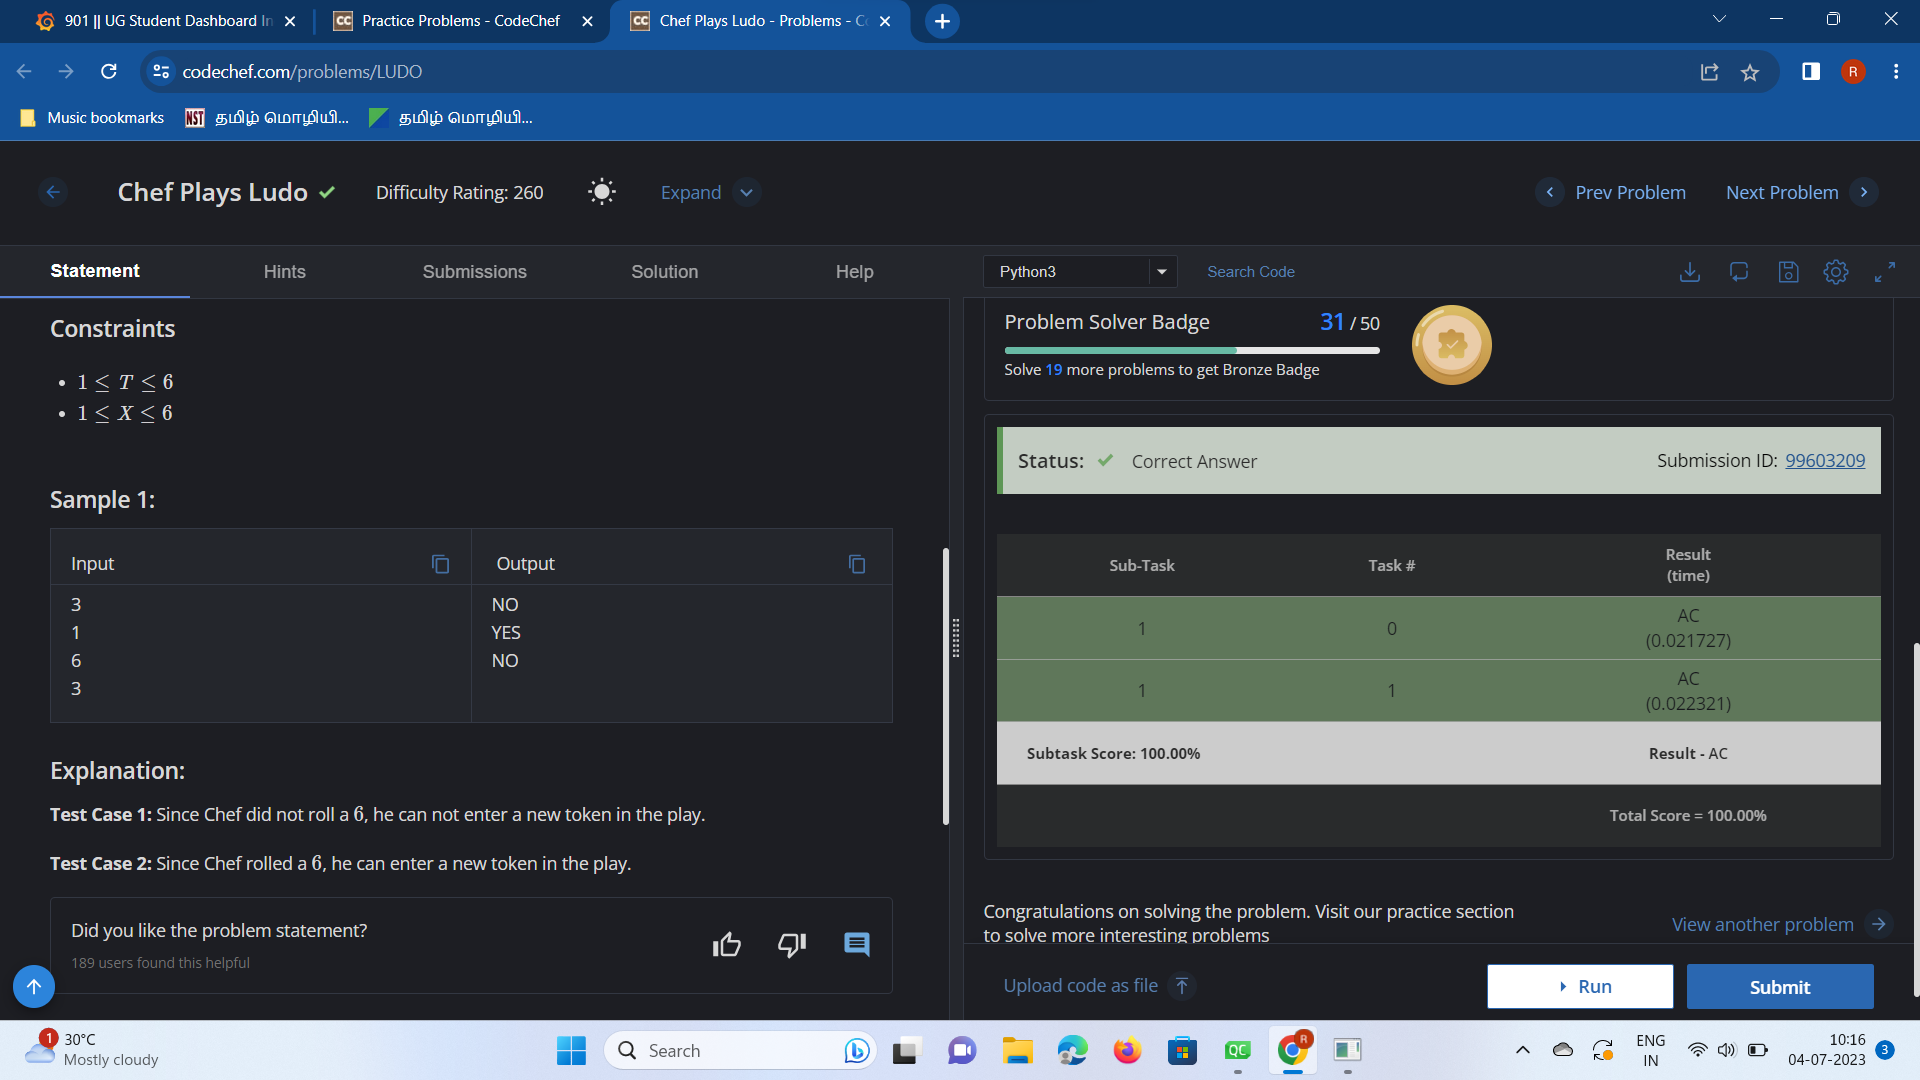 901 || UG Student Dashboard In
Practice Problems - CodeChef
Chef Plays Ludo - Problems - C
codechef.com/problems/LUDO
R
Music bookmarks
NST
தமிழ் மொழியி...
தமிழ் மொழியி...
Chef Plays Ludo
Difficulty Rating: 260
Expand
Prev Problem
Next Problem
Statement
Hints
Submissions
Solution
Help
Constraints
1 ≤ T ≤ 6
1 ≤ X ≤ 6
Sample 1:
Input
Output
3
1
6
3
NO
YES
NO
Explanation:
Test Case 1: Since Chef did not roll a 6, he can not enter a new token in the play.
Test Case 2: Since Chef rolled a 6, he can enter a new token in the play.
Did you like the problem statement?
189 users found this helpful
Python3
Search Code
Problem Solver Badge
31 / 50
Solve 19 more problems to get Bronze Badge
Status:
Correct Answer
Submission ID: 99603209
Sub-Task
Task #
Result
(time)
1
0
AC
(0.021727)
1
1
AC
(0.022321)
Subtask Score: 100.00%
Result - AC
Total Score = 100.00%
Congratulations on solving the problem. Visit our practice section
to solve more interesting problems
View another problem
Upload code as file
Run
Submit
1
30°C
Mostly cloudy
Search
QC
R
ENG
IN
10:16
04-07-2023
3